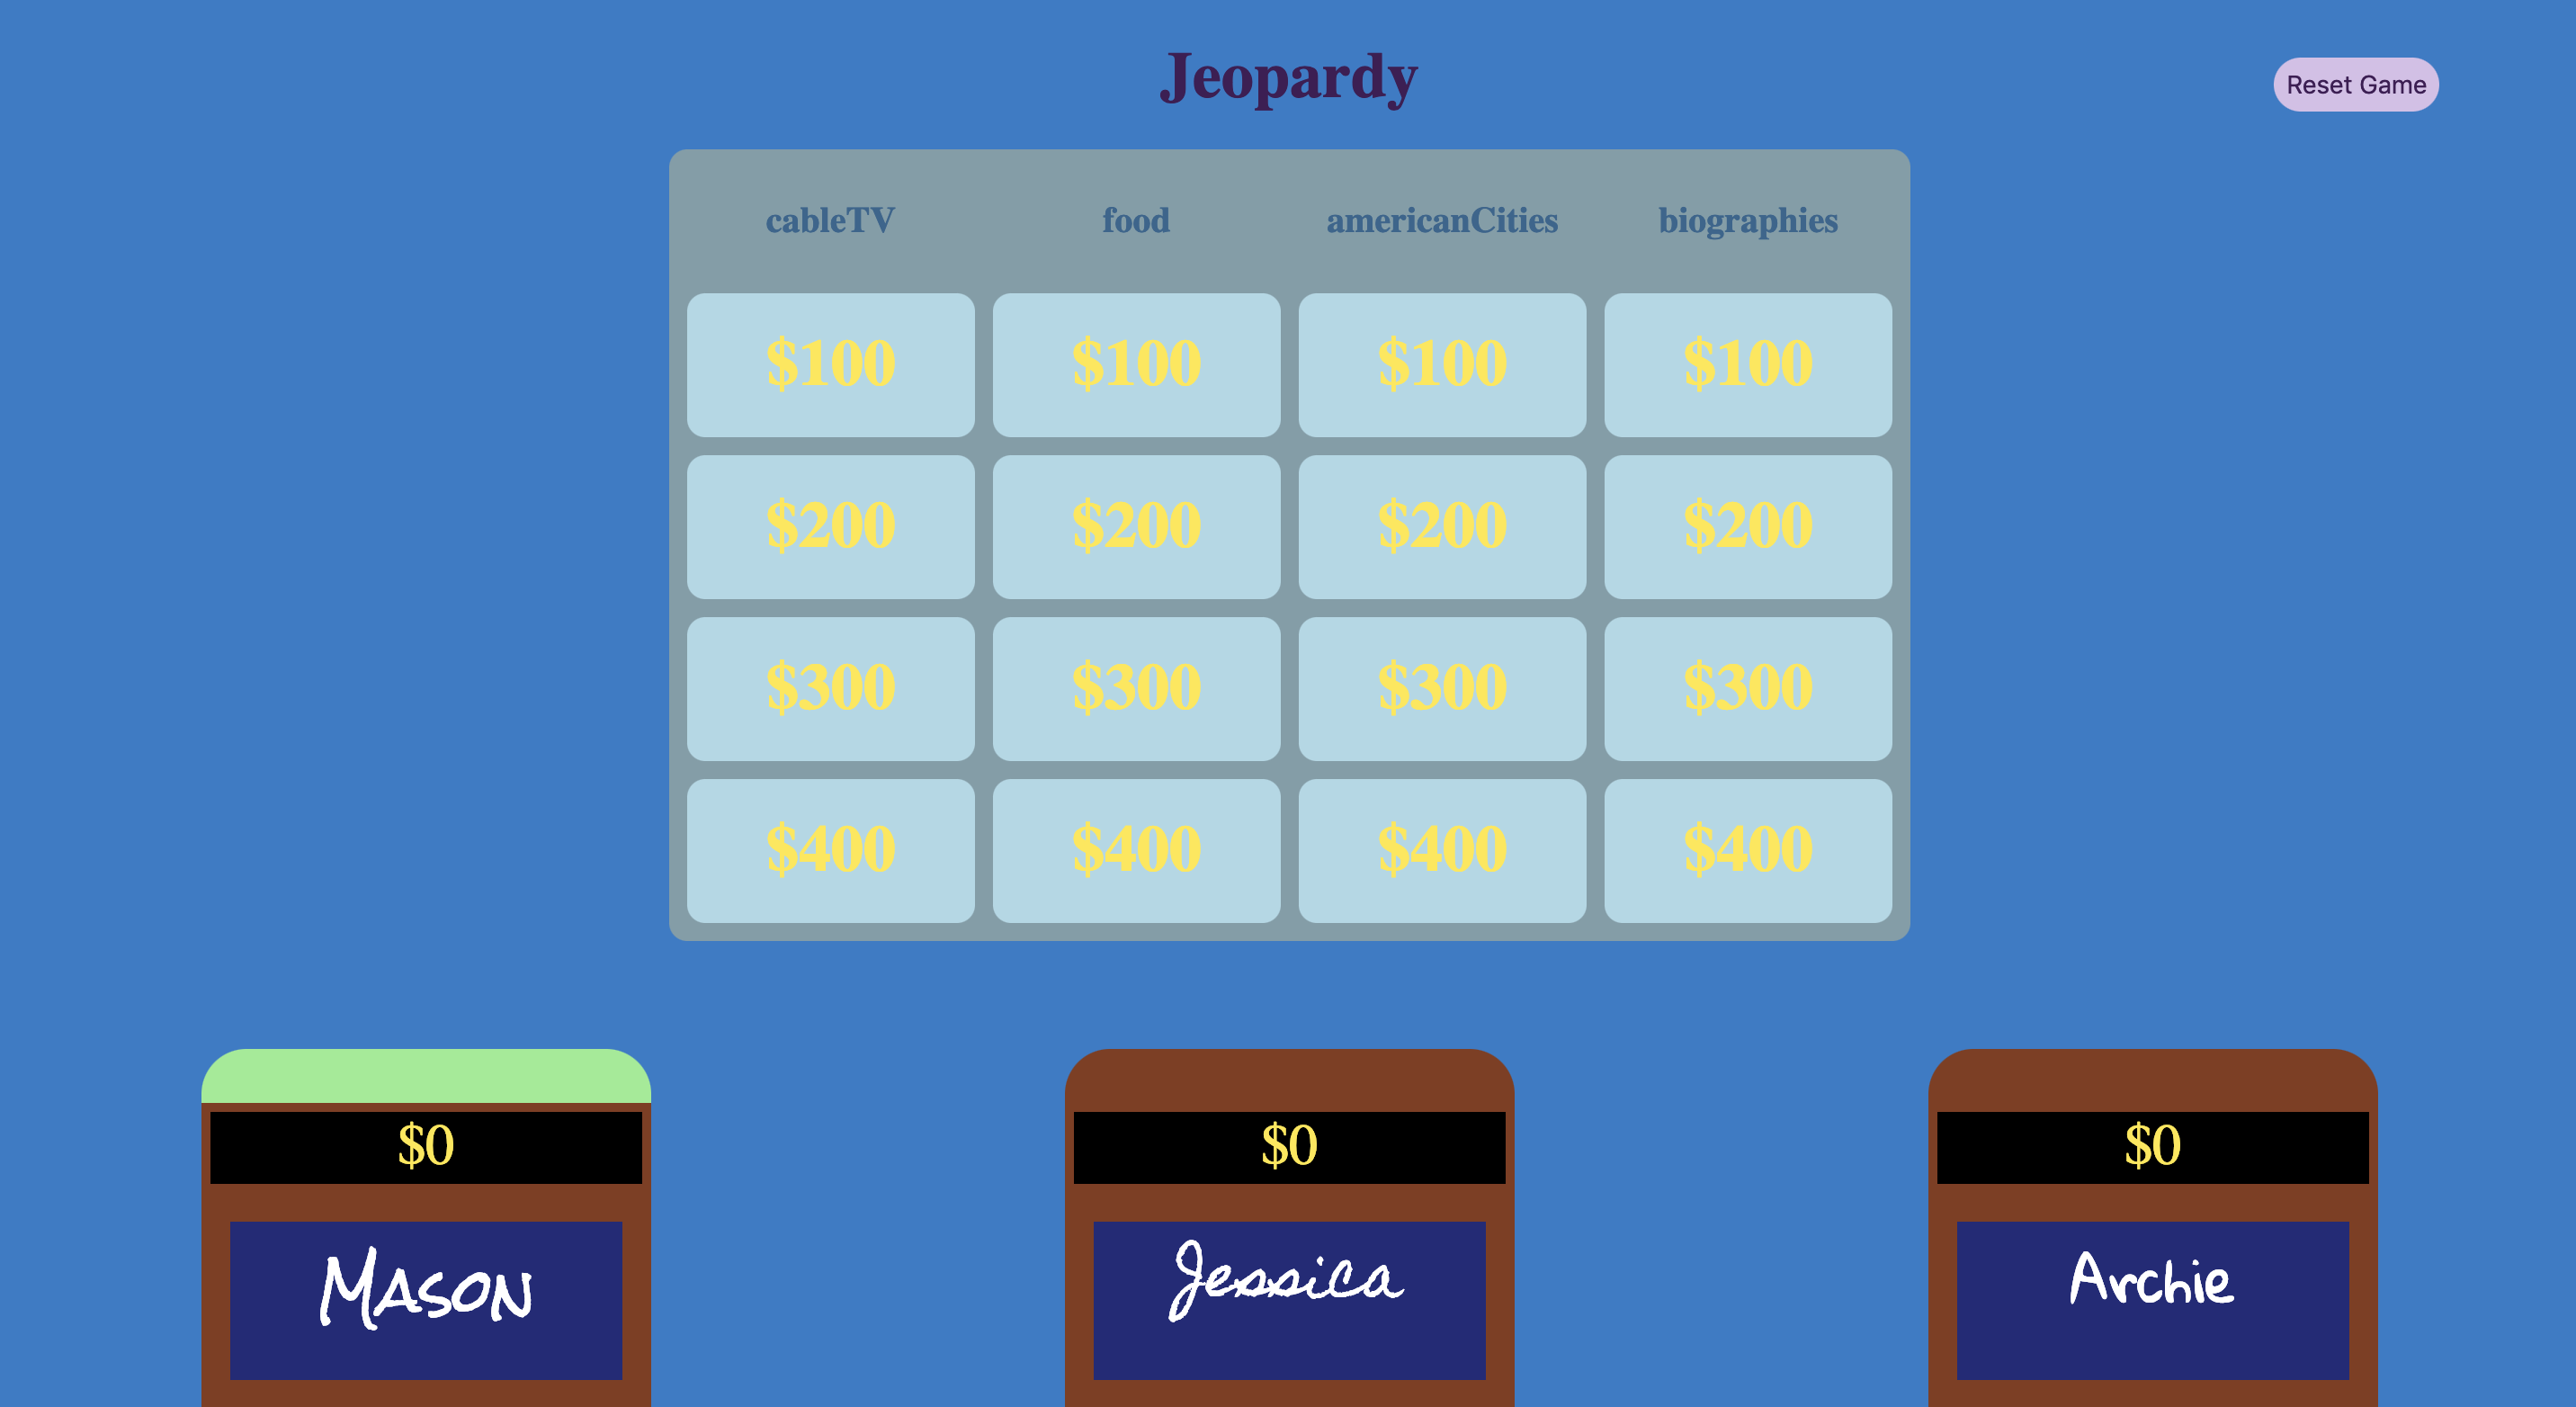 Jeopardy
Reset Game
cableTV food americanCities biographies
$100 $100 $100 $100
$200 $200 $200 $200
$300 $300 $300 $300
$400 $400 $400 $400
$0 $0 $0
Mason Jessica Archie